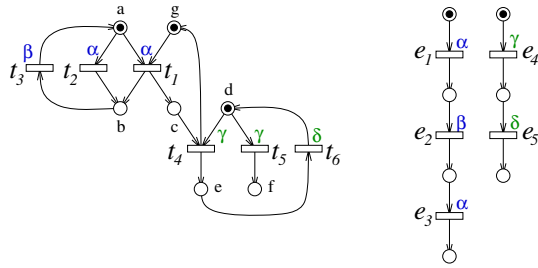 a g
β α α
t3 t2 t1
b c d
γ γ δ
t4 t5 t6
e f
α γ
e1 e4
β δ
e2 e5
α
e3